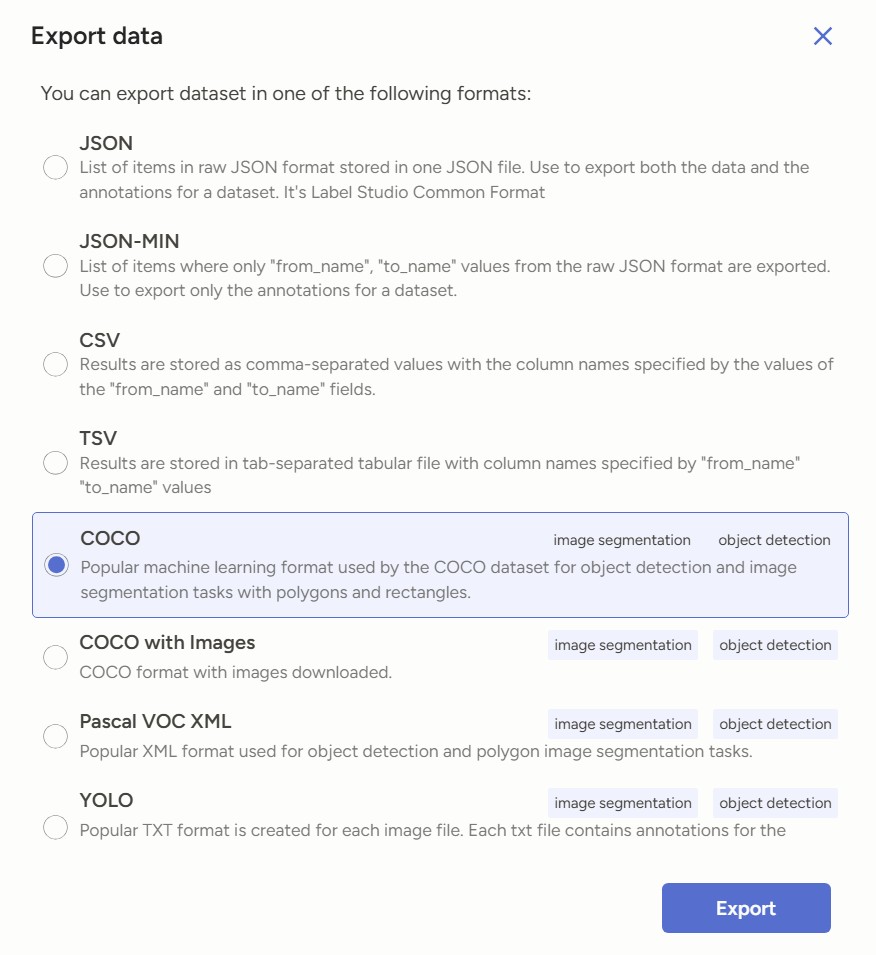 Export data
You can export dataset in one of the following formats:
JSON
List of items in raw JSON format stored in one JSON file. Use to export both the data and the
annotations for a dataset. It's Label Studio Common Format
JSON-MIN
List of items where only "from_name", "to_name" values from the raw JSON format are exported.
Use to export only the annotations for a dataset.
CSV
Results are stored as comma-separated values with the column names specified by the values of
the "from_name" and "to_name" fields.
TSV
Results are stored in tab-separated tabular file with column names specified by "from_name"
"to_name" values
COCO image segmentation object detection
Popular machine learning format used by the COCO dataset for object detection and image
segmentation tasks with polygons and rectangles.
COCO with Images image segmentation object detection
COCO format with images downloaded.
Pascal VOC XML image segmentation object detection
Popular XML format used for object detection and polygon image segmentation tasks.
YOLO image segmentation object detection
Popular TXT format is created for each image file. Each txt file contains annotations for the
Export